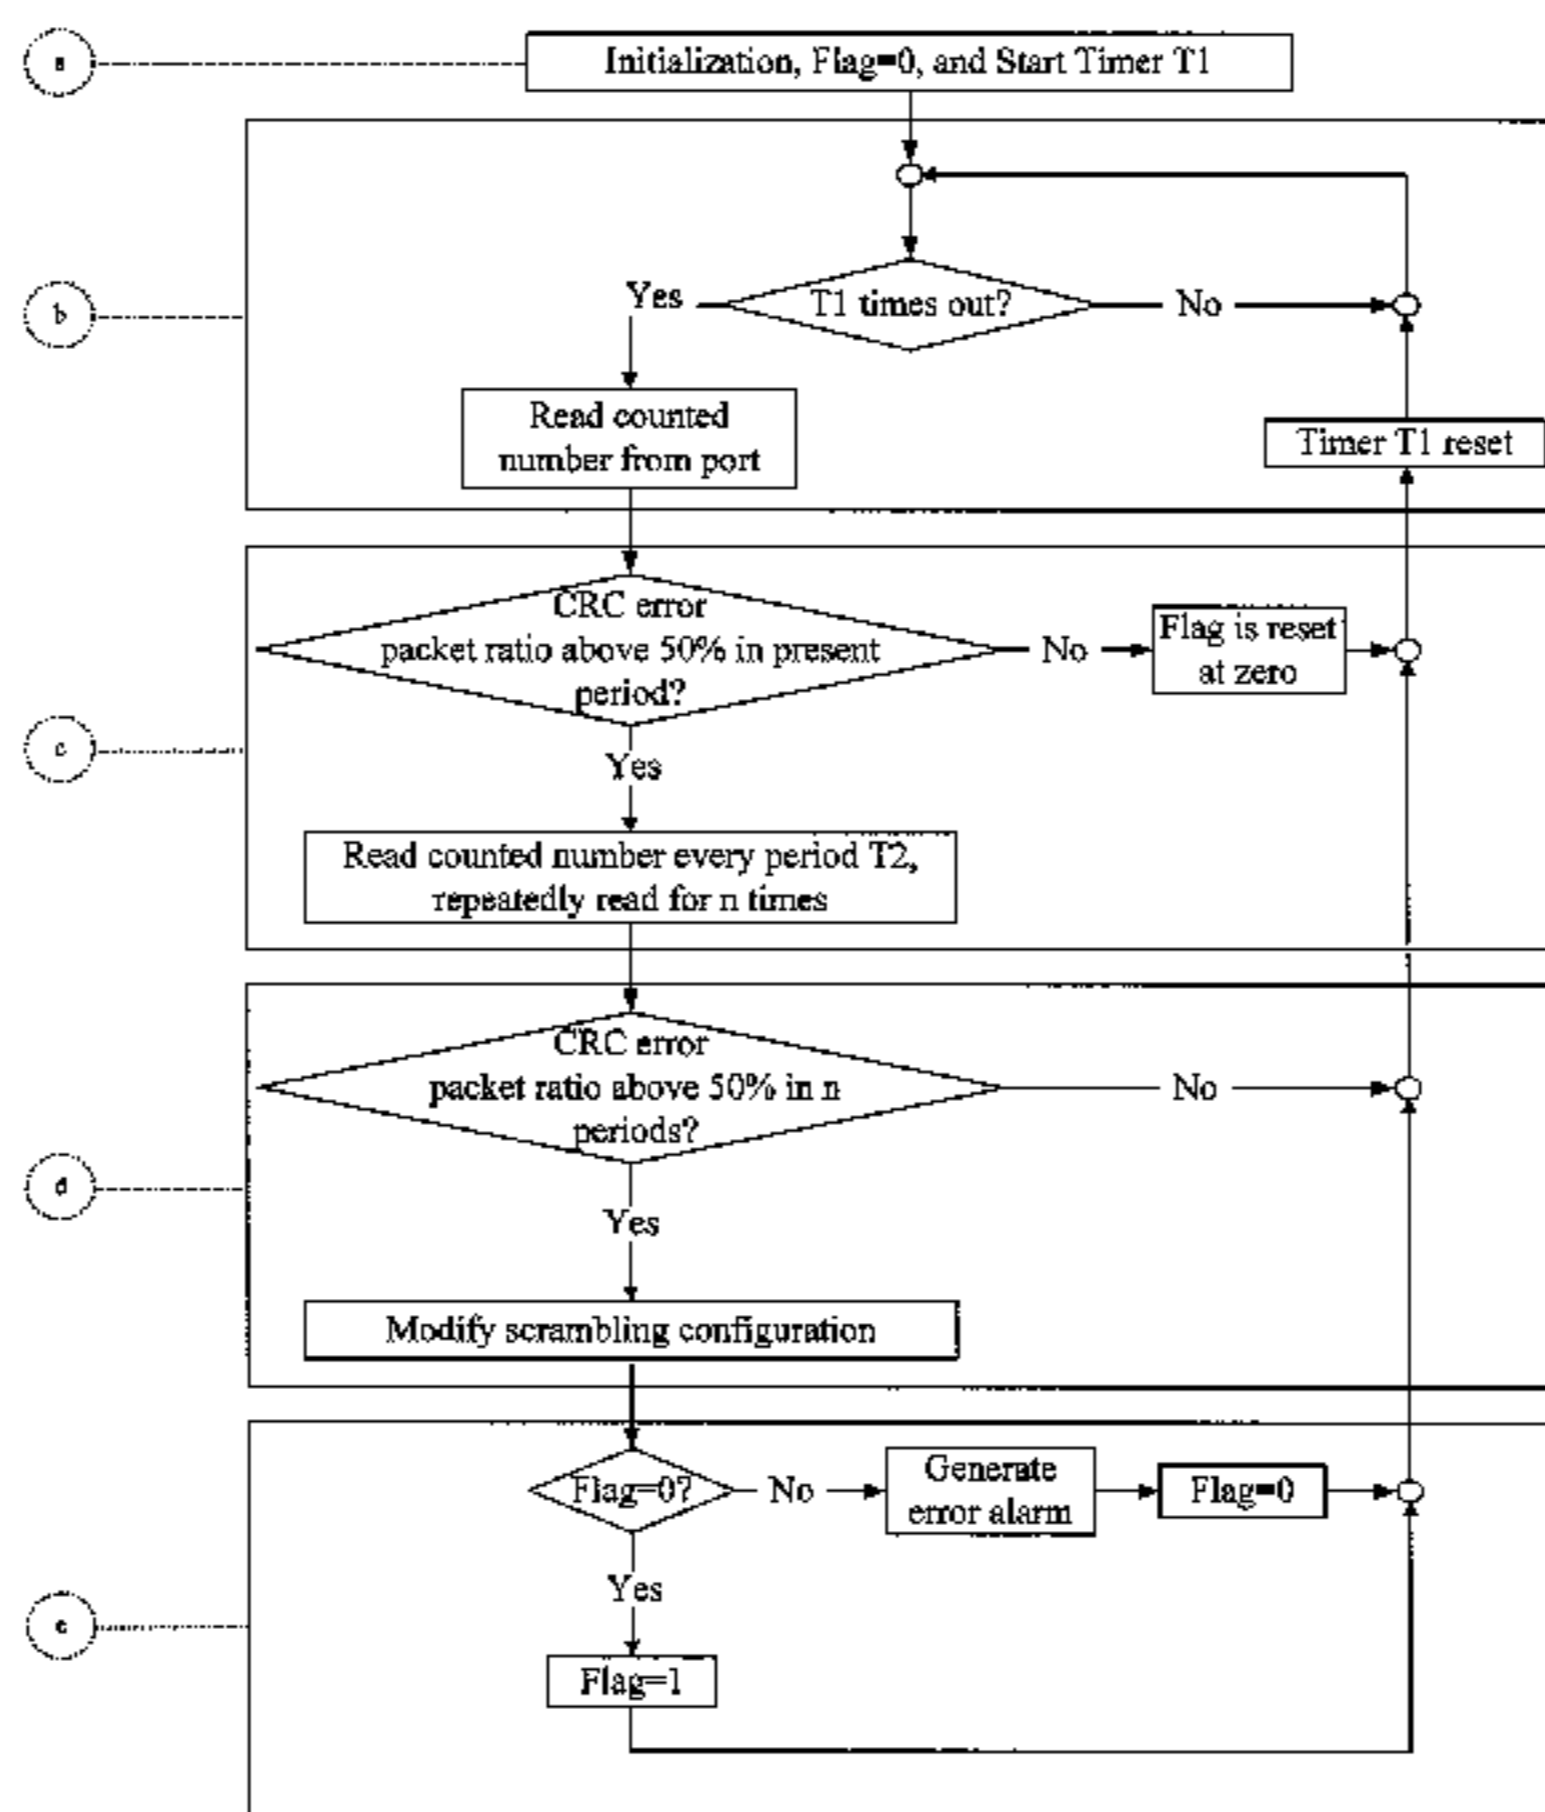 a
Initialization, Flag=0, and Start Timer T1
b
Yes
T1 times out?
No
Read counted
number from port
Timer T1 reset
CRC error
packet ratio above 50% in present
period?
No
Flag is reset
at zero
c
Yes
Read counted number every period T2,
repeatedly read for n times
CRC error
packet ratio above 50% in n
periods?
No
d
Yes
Modify scrambling configuration
Flag=0?
No
Generate
error alarm
Flag=0
Yes
e
Flag=1